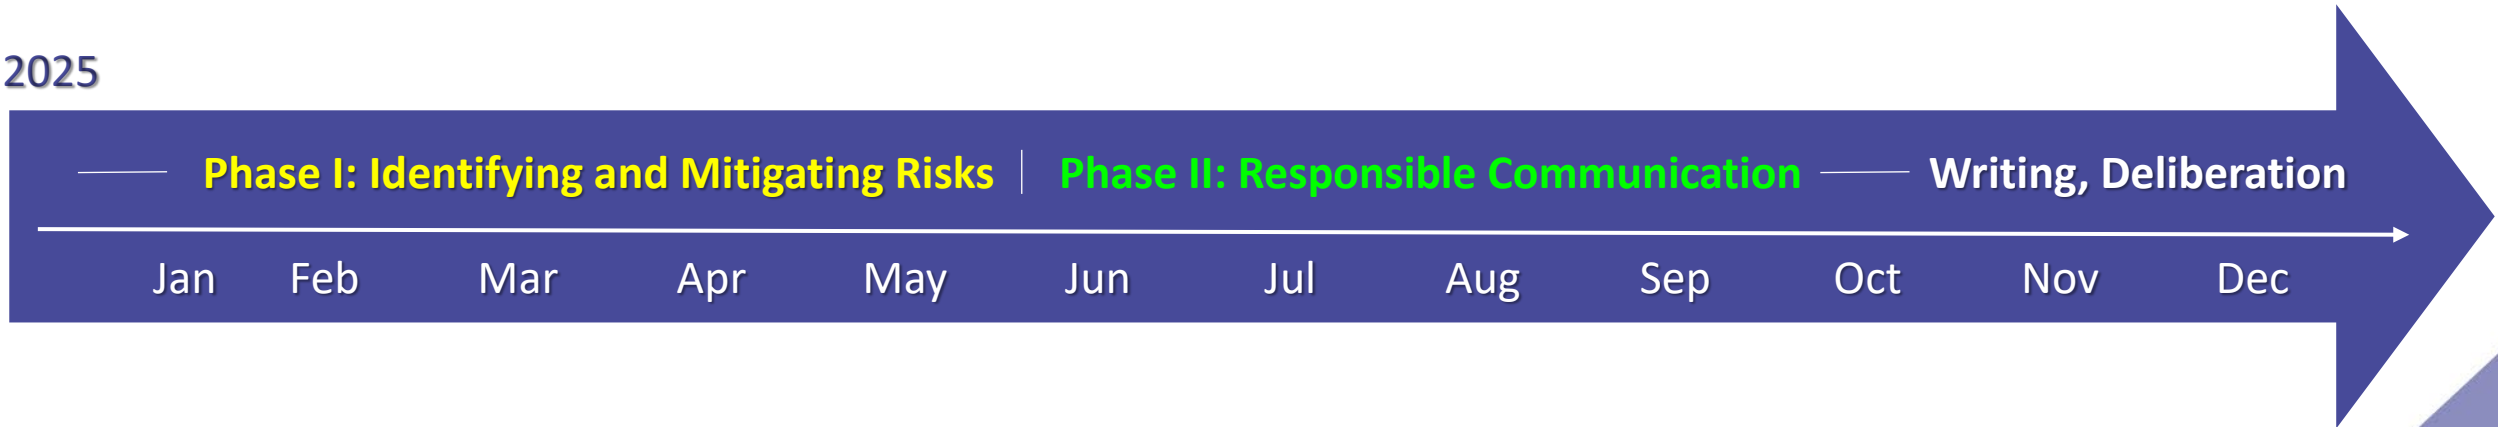 2025
Phase I: Identifying and Mitigating Risks Phase II: Responsible Communication Writing, Deliberation
Jan Feb Mar Apr May Jun Jul Aug Sep Oct Nov Dec